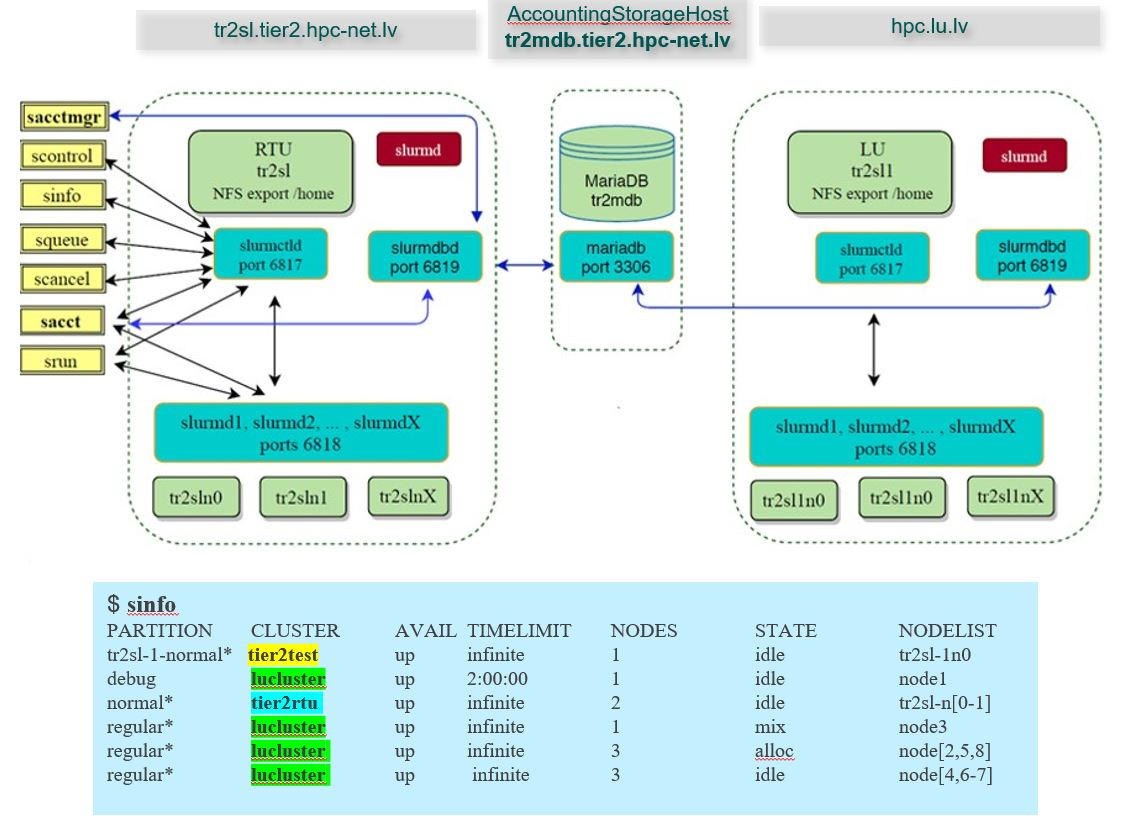 tr2sl.tier2.hpc-net.lv
AccountingStorageHost
tr2mdb.tier2.hpc-net.lv
hpc.lu.lv
sacctmgr
scontrol
sinfo
squeue
scancel
sacct
srun
RTU
tr2sl
NFS export /home
slurmd
slurmctld
port 6817
slurmdbd
port 6819
slurmd1, slurmd2, ... , slurmdX
ports 6818
tr2sln0
tr2sln1
tr2slnX
MariaDB
tr2mdb
mariadb
port 3306
LU
tr2sl1
NFS export /home
slurmd
slurmctld
port 6817
slurmdbd
port 6819
slurmd1, slurmd2, ... , slurmdX
ports 6818
tr2sl1n0
tr2sl1n0
tr2sl1nX
$ sinfo
PARTITION CLUSTER AVAIL TIMELIMIT NODES STATE NODELIST
tr2sl-1-normal* tier2test up infinite 1 idle tr2sl-1n0
debug lucluster up 2:00:00 1 idle node1
normal* tier2rtu up infinite 2 idle tr2sl-n[0-1]
regular* lucluster up infinite 1 mix node3
regular* lucluster up infinite 3 alloc node[2,5,8]
regular* lucluster up infinite 3 idle node[4,6-7]